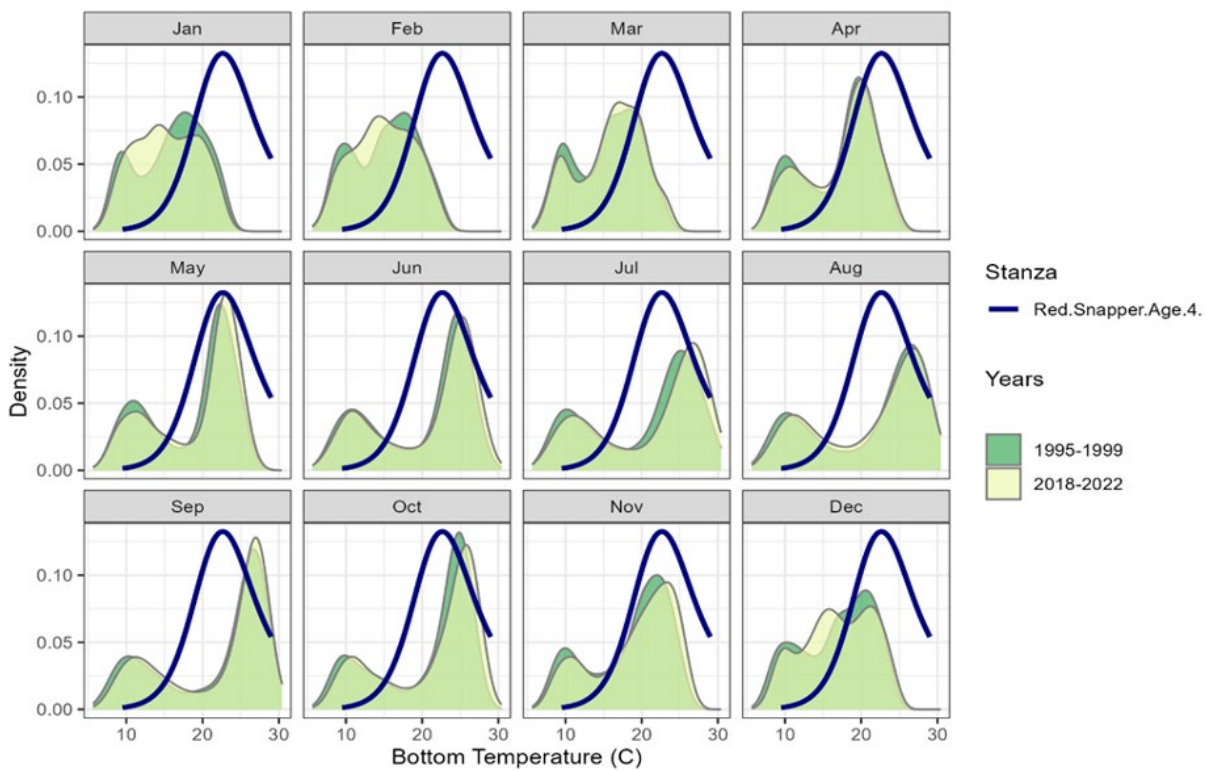 Jan Feb Mar Apr
0.10
0.05
0.00
May Jun Jul Aug
0.10
0.05
0.00
Sep Oct Nov Dec
0.10
0.05
0.00
10 20 30 10 20 30 10 20 30 10 20 30
Density
Bottom Temperature (C)
Stanza
Red.Snapper.Age.4.
Years
1995-1999
2018-2022